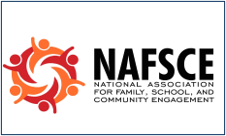 NAFSCE
NATIONAL ASSOCIATION
FOR FAMILY, SCHOOL, AND
COMMUNITY ENGAGEMENT